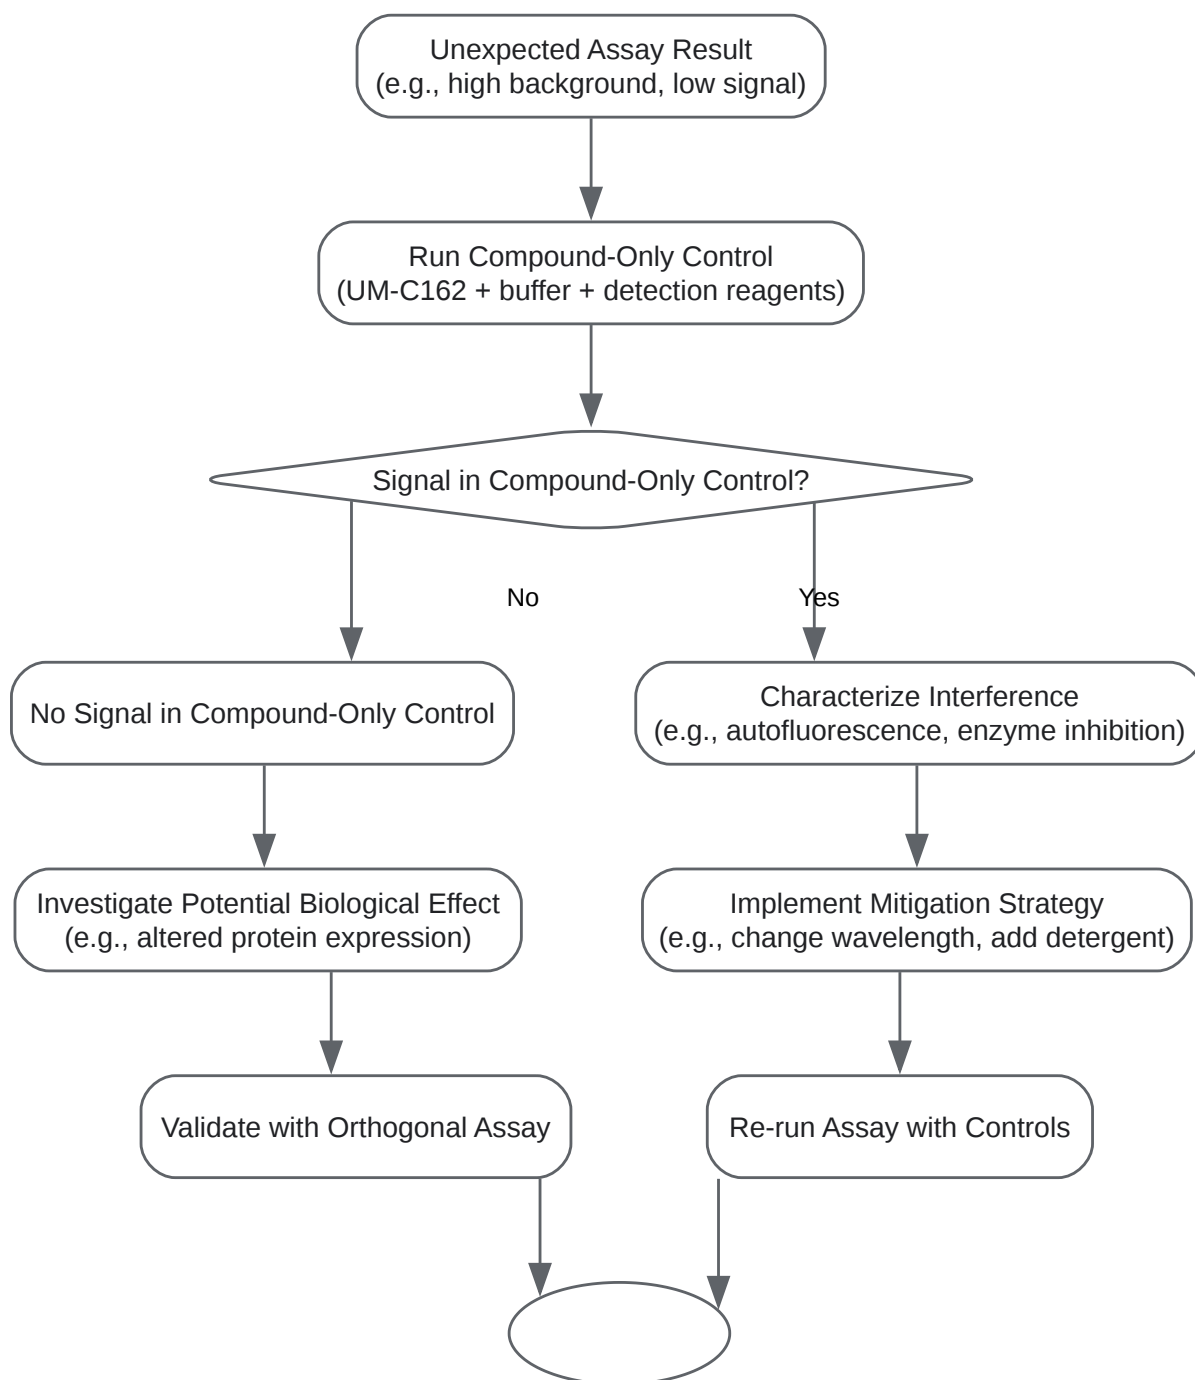 Unexpected Assay Result
(e.g., high background, low signal)
Run Compound-Only Control
(UM-C162 + buffer + detection reagents)
Signal in Compound-Only Control?
No
Yes
No Signal in Compound-Only Control
Characterize Interference
(e.g., autofluorescence, enzyme inhibition)
Investigate Potential Biological Effect
(e.g., altered protein expression)
Implement Mitigation Strategy
(e.g., change wavelength, add detergent)
Validate with Orthogonal Assay
Re-run Assay with Controls